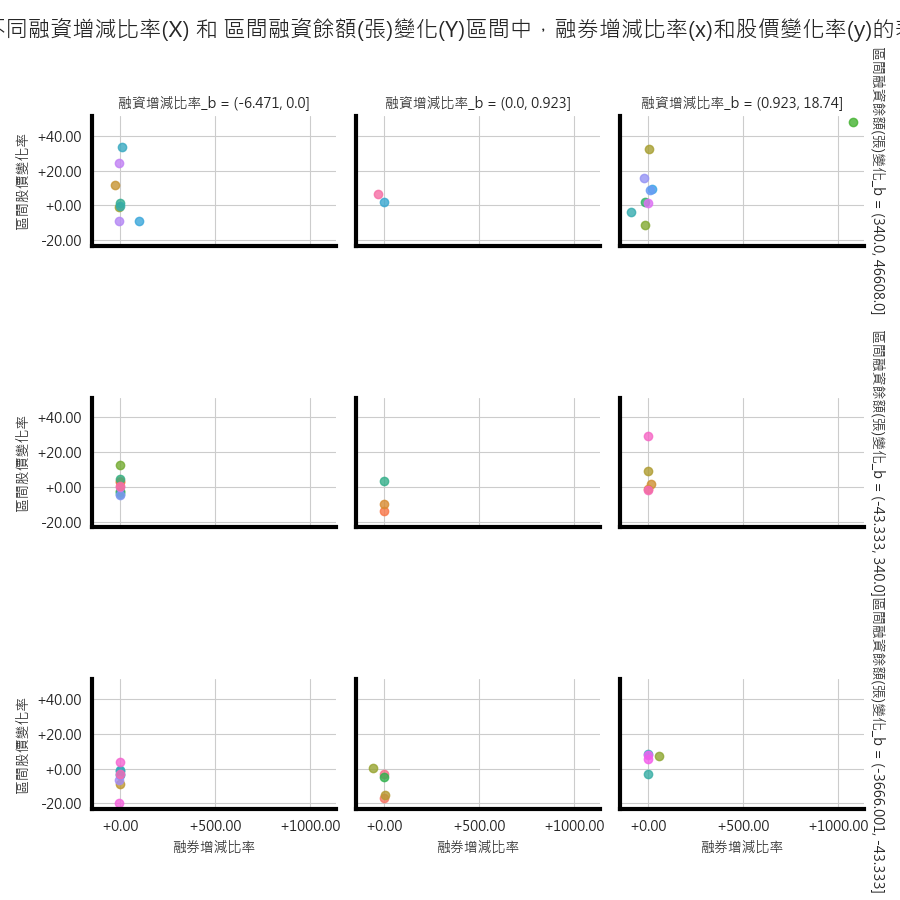 同融資增減比率(X) 和 區間融資餘額(張)變化(Y)區間中，融券增減比率(x)和股價變化率(y)的
融資增減比率_b = (-6.471, 0.0]
融資增減比率_b = (0.0, 0.923]
融資增減比率_b = (0.923, 18.74]
區間融資餘額(張)變化_b = (340.0, 46608.0]
區間股價變化率
+40.00
+20.00
+0.00
-20.00
區間融資餘額(張)變化_b = (-43.333, 340.0]
區間股價變化率
+40.00
+20.00
+0.00
-20.00
區間融資餘額(張)變化_b = (-3666.001, -43.333]
區間股價變化率
+40.00
+20.00
+0.00
-20.00
+0.00 +500.00 +1000.00
+0.00 +500.00 +1000.00
+0.00 +500.00 +1000.00
融券增減比率
融券增減比率
融券增減比率